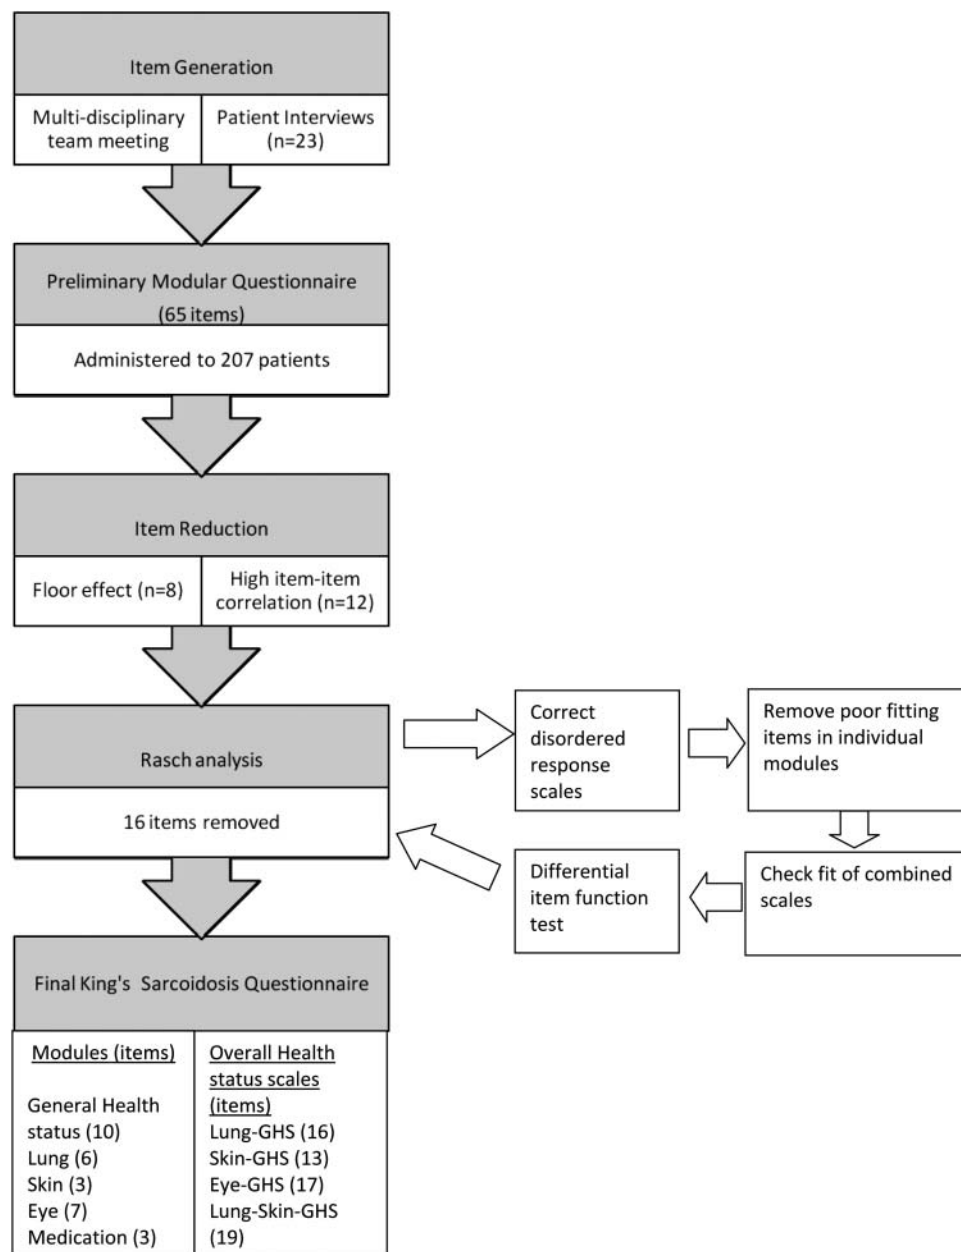 Item Generation
Multi-disciplinary
team meeting
Patient Interviews
(n=23)
Preliminary Modular Questionnaire
(65 items)
Administered to 207 patients
Item Reduction
Floor effect (n=8)
High item-item
correlation (n=12)
Rasch analysis
16 items removed
Correct
disordered
response
scales
Remove poor fitting
items in individual
modules
Check fit of combined
scales
Differential
item function
test
Final King's Sarcoidosis Questionnaire
Modules (items)
General Health
status (10)
Lung (6)
Skin (3)
Eye (7)
Medication (3)
Overall Health
status scales
(items)
Lung-GHS (16)
Skin-GHS (13)
Eye-GHS (17)
Lung-Skin-GHS
(19)